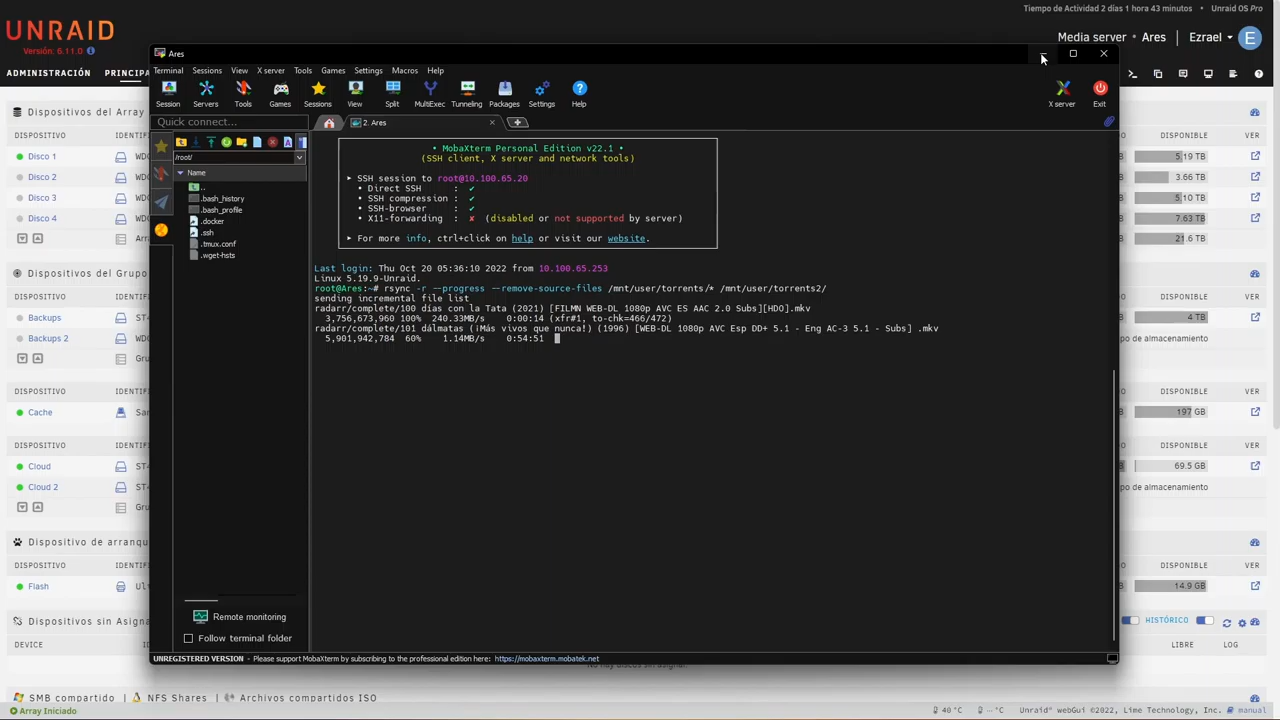 Tiempo de Actividad 2 días 1 hora 43 minutos • Unraid OS Pro
UNRAID
Versión: 6.11.0
Media server • Ares
Ezrael
E
ADMINISTRACIÓN
Ares
Terminal Sessions View X server Tools Games Settings Macros Help
Session Servers Tools Games Sessions View Split MultiExec Tunneling Packages Settings Help
X server Exit
Quick connect...
2. Ares
/root/
Name
..
.bash_history
.bash_profile
.docker
.ssh
.tmux.conf
.wget-hsts
Remote monitoring
Follow terminal folder
• MobaXterm Personal Edition v22.1 •
(SSH client, X server and network tools)
▸ SSH session to root@10.100.65.20
• Direct SSH : ✓
• SSH compression : ✓
• SSH-browser : ✓
• X11-forwarding : ✗ (disabled or not supported by server)
▸ For more info, ctrl+click on help or visit our website.
Last login: Thu Oct 20 05:36:10 2022 from 10.100.65.253
Linux 5.19.9-Unraid.
root@Ares:~# rsync -r --progress --remove-source-files /mnt/user/torrents/* /mnt/user/torrents2/
sending incremental file list
radarr/complete/100 días con la Tata (2021) [FILMN WEB-DL 1080p AVC ES AAC 2.0 Subs][HDO].mkv
3,756,673,960 100% 240.33MB/s 0:00:14 (xfr#1, to-chk=466/472)
radarr/complete/101 dálmatas (¡Más vivos que nunca!) (1996) [WEB-DL 1080p AVC Esp DD+ 5.1 - Eng AC-3 5.1 - Subs] .mkv
5,901,942,784 60% 1.14MB/s 0:54:51
UNREGISTERED VERSION - Please support MobaXterm by subscribing to the professional edition here: https://mobaxterm.mobatek.net
Dispositivos del Array
DISPOSITIVO
DISPONIBLE VER
Disco 1
5.19 TB
Disco 2
3.66 TB
Disco 3
5.10 TB
Disco 4
7.63 TB
21.6 TB
Dispositivos del Grupo
DISPOSITIVO
DISPONIBLE VER
Backups
4 TB
Backups 2
DISPOSITIVO
DISPONIBLE VER
Cache
197 GB
DISPOSITIVO
DISPONIBLE VER
Cloud
69.5 GB
Cloud 2
DISPOSITIVO
DISPONIBLE VER
Flash
14.9 GB
HISTÓRICO
DEVICE
LIBRE LOG
SMB compartido | NFS Shares | Archivos compartidos ISO
Array Iniciado
40 °C
Unraid® webGui ©2022, Lime Technology, Inc. manual